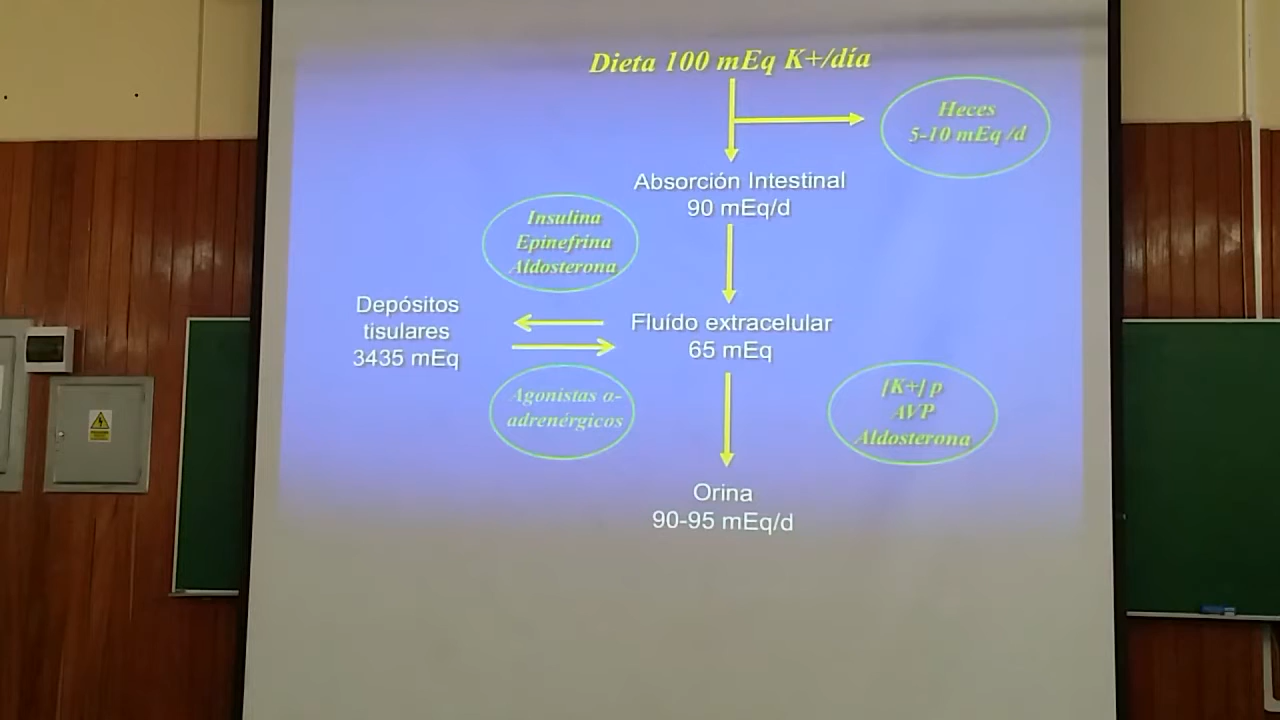 Dieta 100 mEq K+/día
Heces
5-10 mEq /d
Absorción Intestinal
90 mEq/d
Insulina
Epinefrina
Aldosterona
Depósitos
tisulares
3435 mEq
Fluído extracelular
65 mEq
Agonistas α-
adrenérgicos
[K+] p
AVP
Aldosterona
Orina
90-95 mEq/d